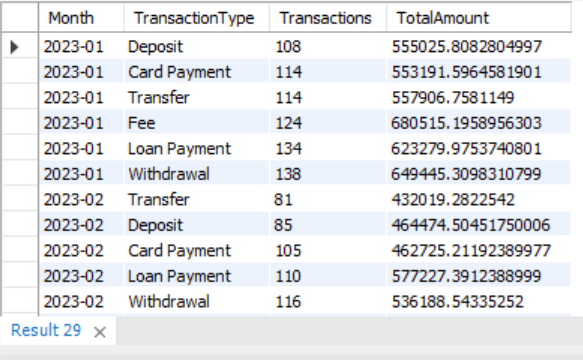 Month TransactionType Transactions TotalAmount
2023-01 Deposit 108 555025.8082804997
2023-01 Card Payment 114 553191.5964581901
2023-01 Transfer 114 557906.7581149
2023-01 Fee 124 680515.1958956303
2023-01 Loan Payment 134 623279.9753740801
2023-01 Withdrawal 138 649445.3098310799
2023-02 Transfer 81 432019.2822542
2023-02 Deposit 85 464474.50451750006
2023-02 Card Payment 105 462725.21192389977
2023-02 Loan Payment 110 577227.3912388999
2023-02 Withdrawal 116 536188.54335252
Result 29 ×